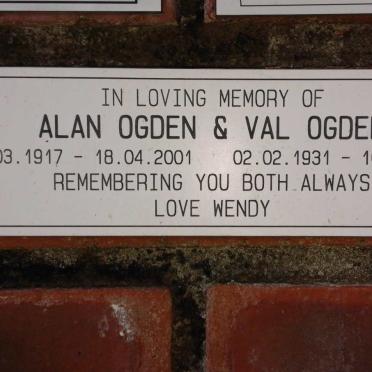 IN LOVING MEMORY OF
ALAN OGDEN & VAL OGDEN
03.1917 - 18.04.2001 02.02.1931 - 1
REMEMBERING YOU BOTH ALWAYS
LOVE WENDY